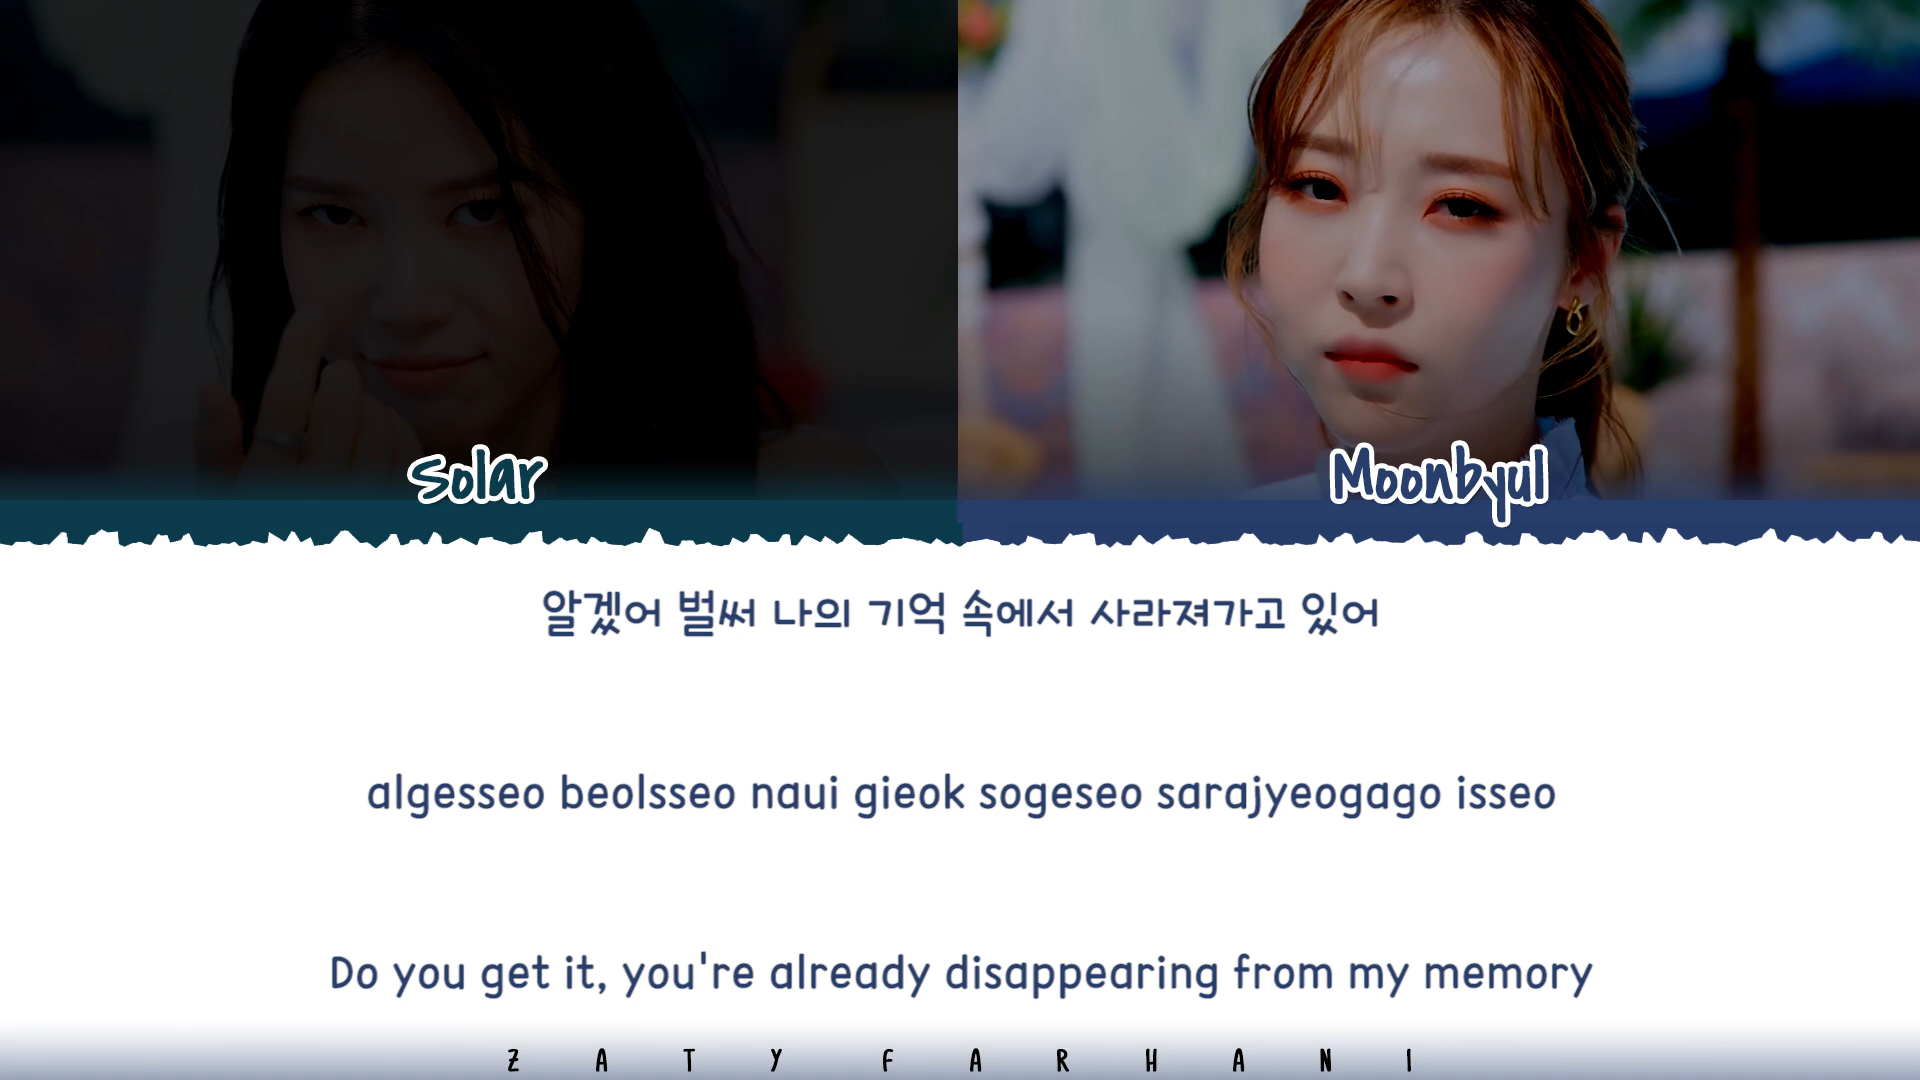 Solar
Moonbyul
알겠어 벌써 나의 기억 속에서 사라져가고 있어
algesseo beolsseo naui gieok sogeseo sarajyeogago isseo
Do you get it, you're already disappearing from my memory
ZATY FARHANI